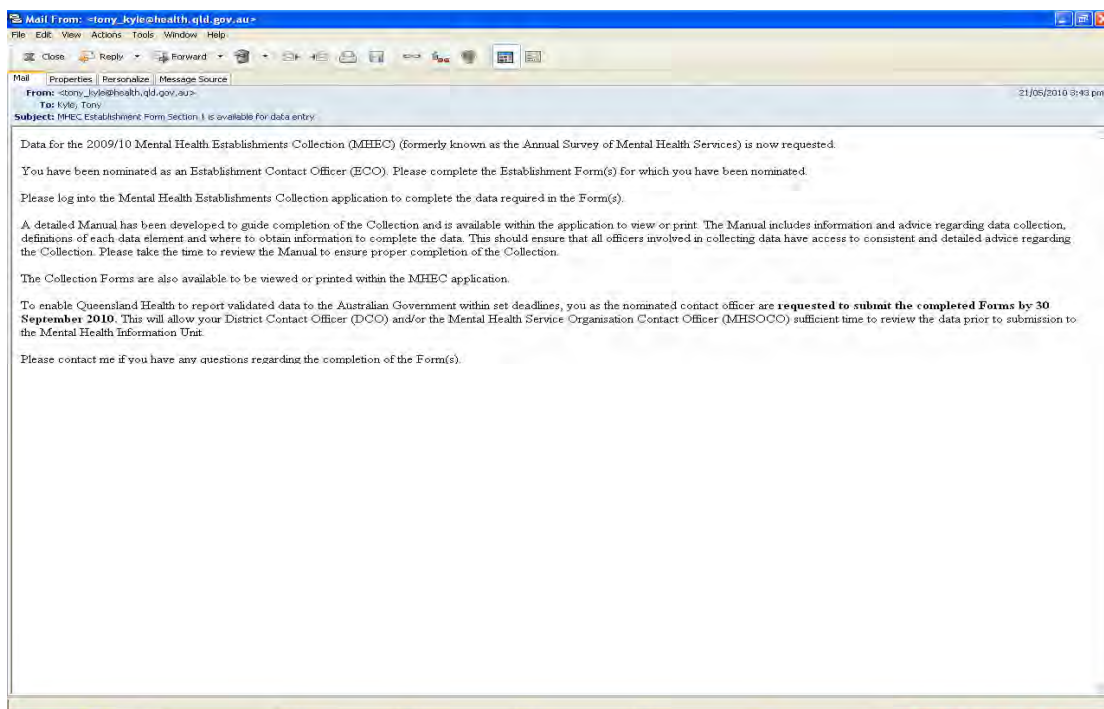 Mail From: <tony_kyle@health.qld.gov.au>
File Edit View Actions Tools Window Help
Close Reply Forward
Mail Properties Personalize Message Source
From: <tony_kyle@health.qld.gov.au> 21/05/2010 3:43 pm
To: Kyle, Tony
Subject: MHEC Establishment Form Section 1 is available for data entry
Data for the 2009/10 Mental Health Establishments Collection (MHEC) (formerly known as the Annual Survey of Mental Health Services) is now requested.
You have been nominated as an Establishment Contact Officer (ECO). Please complete the Establishment Form(s) for which you have been nominated.
Please log into the Mental Health Establishments Collection application to complete the data required in the Form(s).
A detailed Manual has been developed to guide completion of the Collection and is available within the application to view or print. The Manual includes information and advice regarding data collection,
definitions of each data element and where to obtain information to complete the data. This should ensure that all officers involved in collecting data have access to consistent and detailed advice regarding
the Collection. Please take the time to review the Manual to ensure proper completion of the Collection.
The Collection Forms are also available to be viewed or printed within the MHEC application.
To enable Queensland Health to report validated data to the Australian Government within set deadlines, you as the nominated contact officer are requested to submit the completed Forms by 30
September 2010. This will allow your District Contact Officer (DCO) and/or the Mental Health Service Organisation Contact Officer (MHSOCO) sufficient time to review the data prior to submission to
the Mental Health Information Unit.
Please contact me if you have any questions regarding the completion of the Form(s).